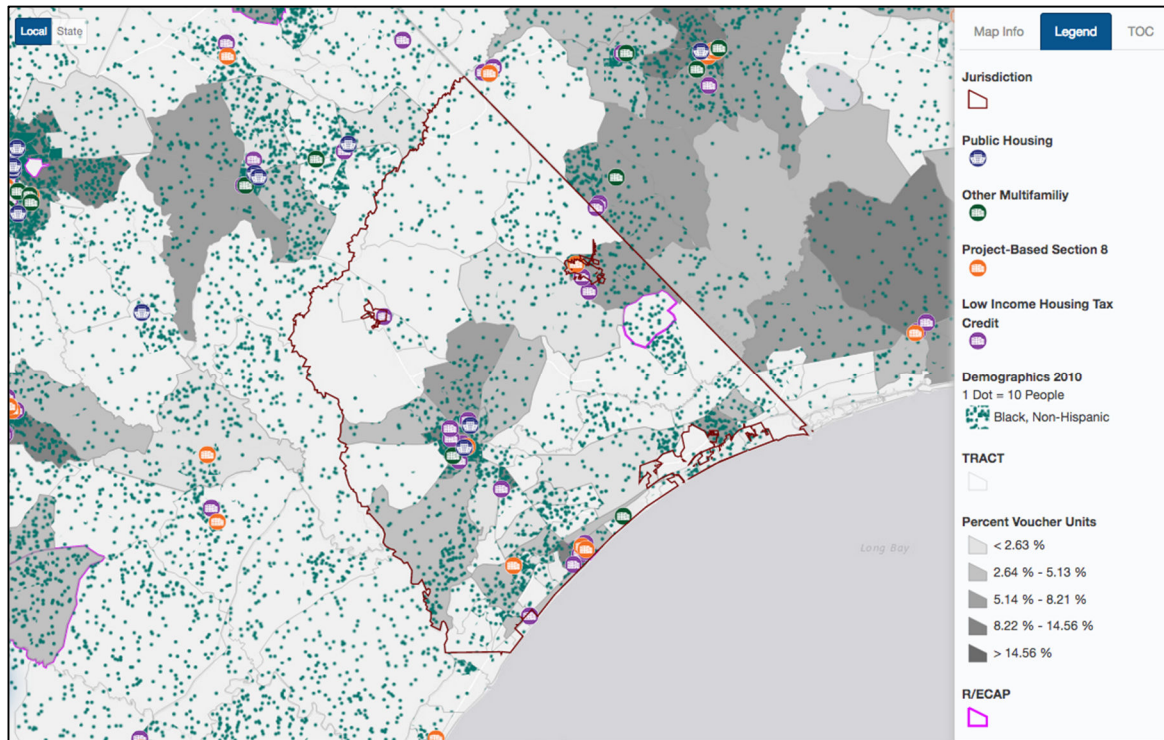 Local State
Map Info Legend TOC
Jurisdiction
Public Housing
Other Multifamiliy
Project-Based Section 8
Low Income Housing Tax
Credit
Demographics 2010
1 Dot = 10 People
Black, Non-Hispanic
TRACT
Percent Voucher Units
< 2.63 %
2.64 % - 5.13 %
5.14 % - 8.21 %
8.22 % - 14.56 %
> 14.56 %
R/ECAP
Long Bay